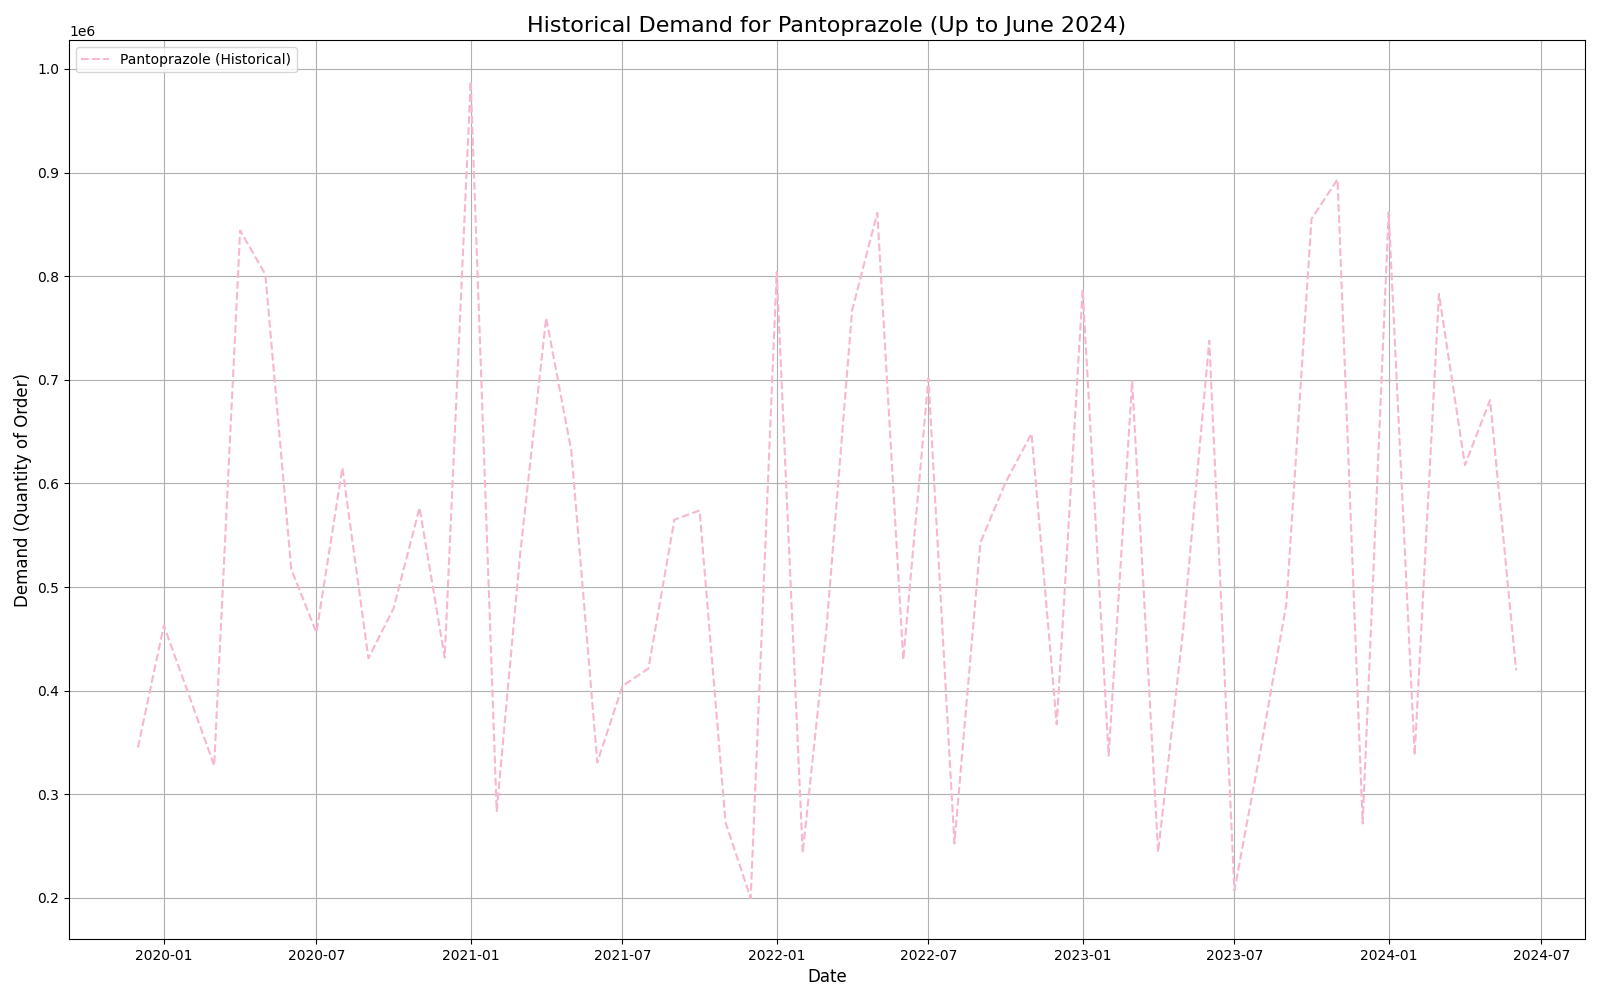 Historical Demand for Pantoprazole (Up to June 2024)
1e6
Pantoprazole (Historical)
1.0
0.9
0.8
0.7
0.6
0.5
0.4
0.3
0.2
Demand (Quantity of Order)
2020-01 2020-07 2021-01 2021-07 2022-01 2022-07 2023-01 2023-07 2024-01 2024-07
Date